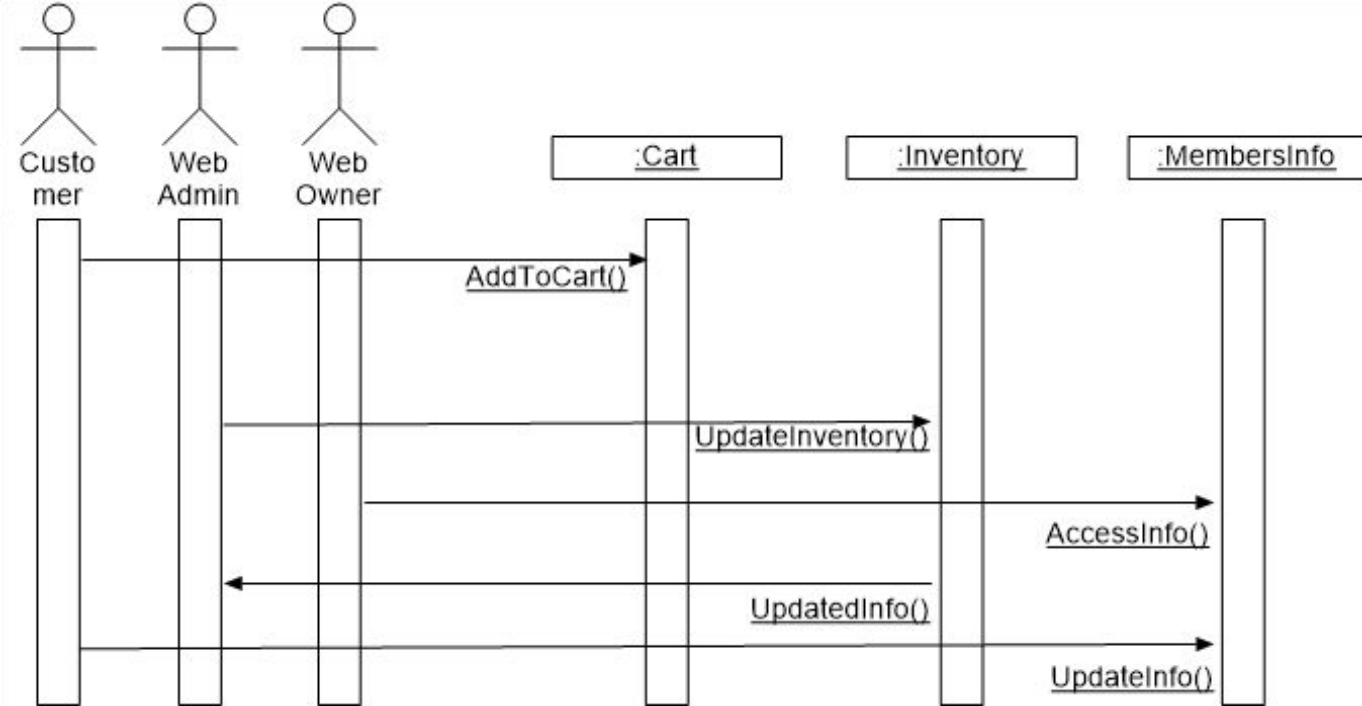 Custo
mer
Web
Admin
Web
Owner
:Cart
:Inventory
:MembersInfo
AddToCart()
UpdateInventory()
AccessInfo()
UpdatedInfo()
UpdateInfo()